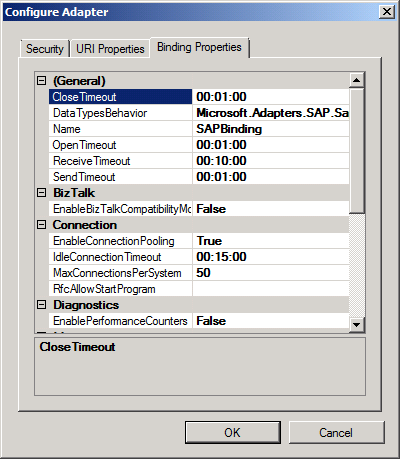 Configure Adapter
Security URI Properties Binding Properties
(General)
CloseTimeout 00:01:00
DataTypesBehavior Microsoft.Adapters.SAP.Sa
Name SAPBinding
OpenTimeout 00:01:00
ReceiveTimeout 00:10:00
SendTimeout 00:01:00
BizTalk
EnableBizTalkCompatibilityMo False
Connection
EnableConnectionPooling True
IdleConnectionTimeout 00:15:00
MaxConnectionsPerSystem 50
RfcAllowStartProgram
Diagnostics
EnablePerformanceCounters False
CloseTimeout
OK Cancel